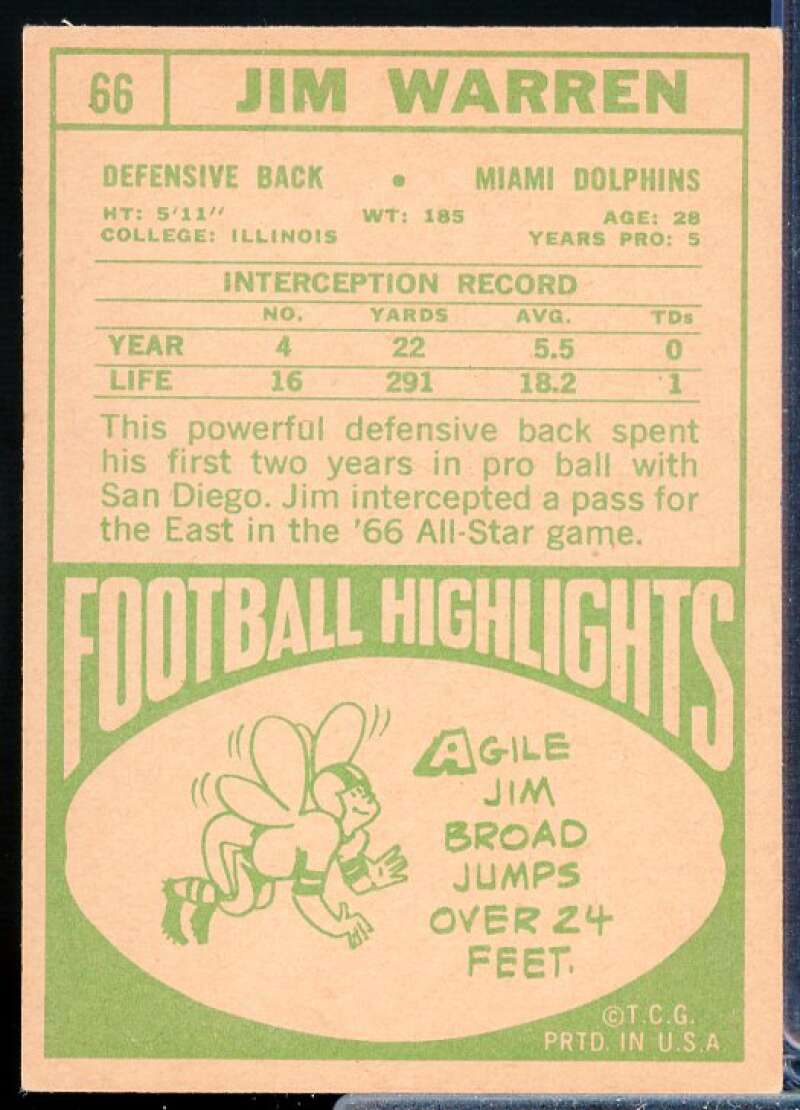 66 JIM WARREN
DEFENSIVE BACK • MIAMI DOLPHINS
HT: 5'11" WT: 185 AGE: 28
COLLEGE: ILLINOIS YEARS PRO: 5
INTERCEPTION RECORD
NO. YARDS AVG. TDs
YEAR 4 22 5.5 0
LIFE 16 291 18.2 1
This powerful defensive back spent
his first two years in pro ball with
San Diego. Jim intercepted a pass for
the East in the '66 All-Star game.
FOOTBALL HIGHLIGHTS
AGILE
JIM
BROAD
JUMPS
OVER 24
FEET.
©T.C.G.
PRTD. IN U.S.A